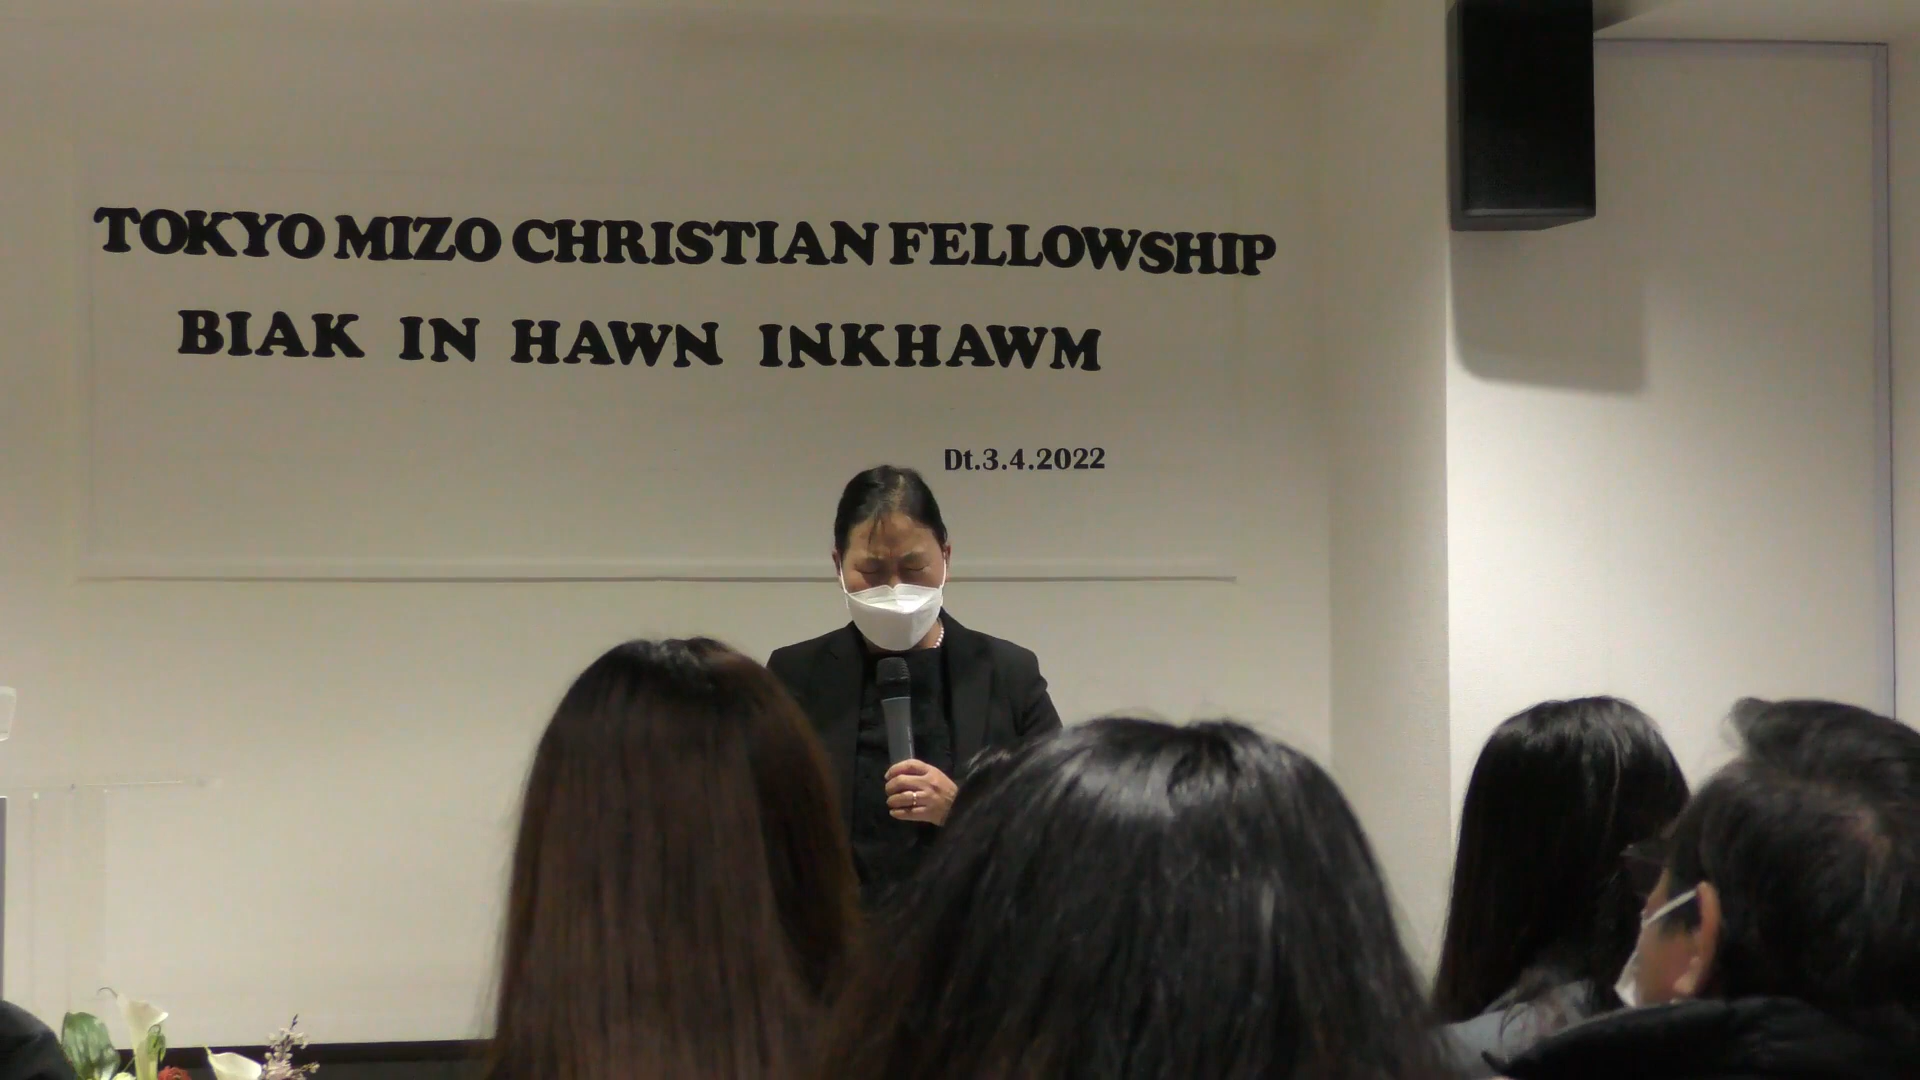 TOKYO MIZO CHRISTIAN FELLOWSHIP
BIAK IN HAWN INKHAWM
Dt.3.4.2022